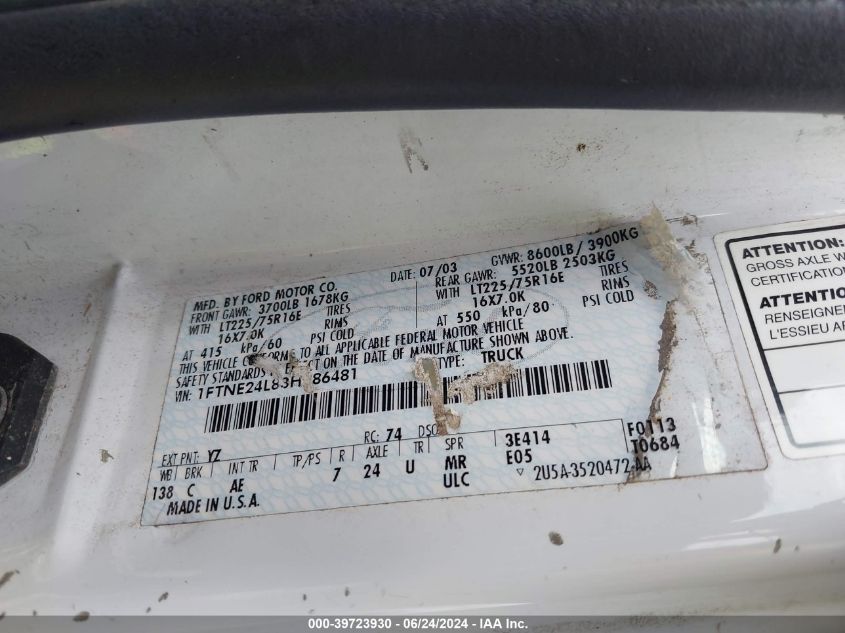 MFD. BY FORD MOTOR CO.
DATE: 07/03
GVWR: 8600LB / 3900KG
FRONT GAWR: 3700LB 1678KG
REAR GAWR: 5520LB 2503KG
WITH LT225/75R16E TIRES
WITH LT225/75R16E TIRES
16X7.0K RIMS
16X7.0K RIMS
AT 415 kPa/60 PSI COLD
AT 550 kPa/80 PSI COLD
THIS VEHICLE TO ALL APPLICABLE FEDERAL MOTOR VEHICLE
SAFETY STANDARDS EFFECT ON THE DATE OF MANUFACTURE SHOWN ABOVE.
VIN: 1FTNE24L83H 86481
TYPE: TRUCK
EXT PNT: YZ RC: 74 DSO
WB BRK INT TR TP/PS R AXLE TR SPR
138 C AE 7 24 U MR
ULC
3E414
E05
F0113
T0684
MADE IN U.S.A.
▽ 2U5A-3520472-AA
ATTENTION:
GROSS AXLE W
CERTIFICATION
ATTENTION
RENSEIGNE
L'ESSIEU AR
000-39723930 - 06/24/2024 - IAA Inc.